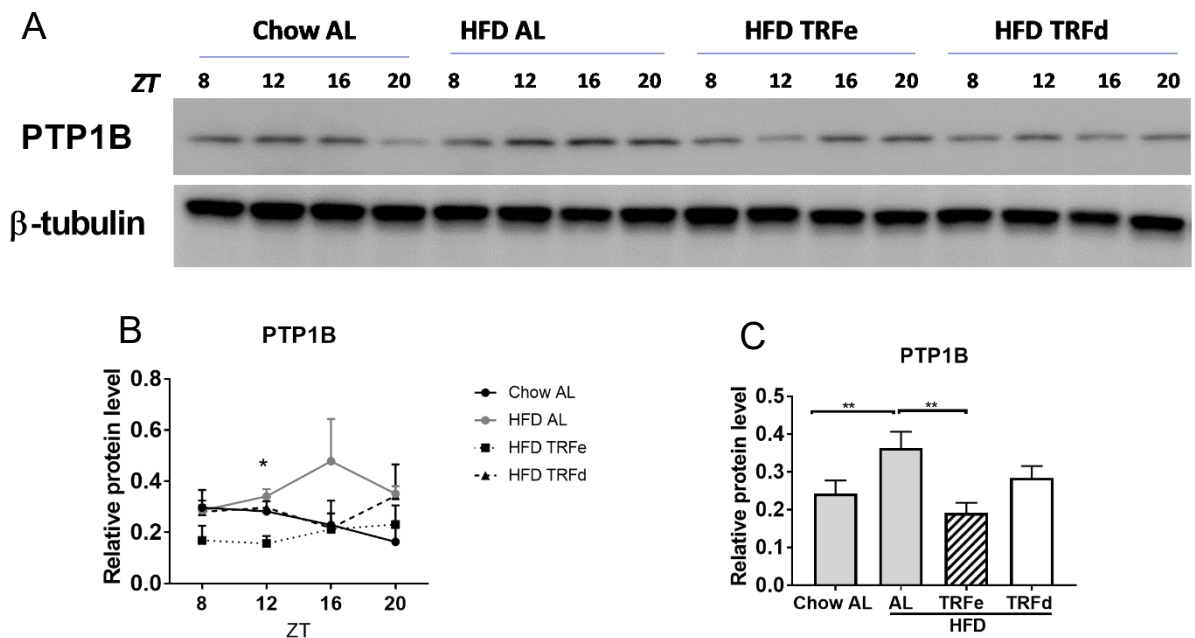 A
Chow AL HFD AL HFD TRFe HFD TRFd
ZT 8 12 16 20 8 12 16 20 8 12 16 20 8 12 16 20
PTP1B
β-tubulin
B
PTP1B
Relative protein level
0.8
0.6
0.4
0.2
0.0
*
8 12 16 20
ZT
Chow AL
HFD AL
HFD TRFe
HFD TRFd
C
PTP1B
Relative protein level
0.5
0.4
0.3
0.2
0.1
0.0
** **
Chow AL AL TRFe TRFd
HFD